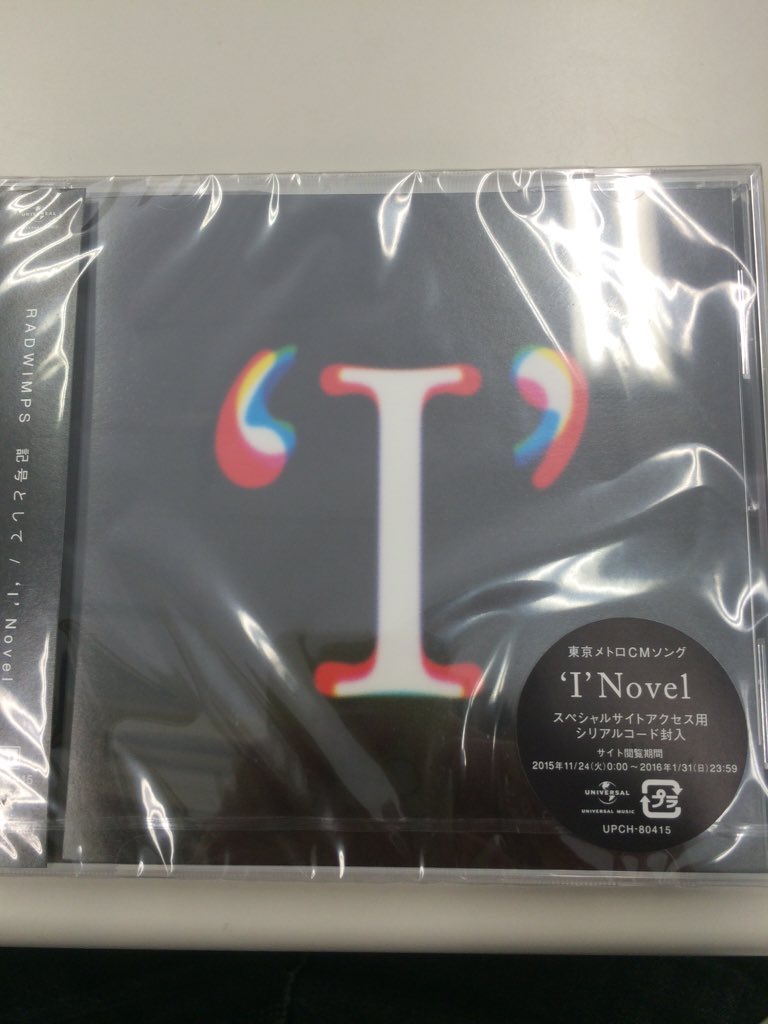 UNIVERSAL
RADWIMPS 記号として / ‘I’ Novel
‘I’
東京メトロCMソング
‘I’ Novel
スペシャルサイトアクセス用
シリアルコード封入
サイト閲覧期間
2015年11/24(火)0:00～2016年1/31(日)23:59
UNIVERSAL
UNIVERSAL MUSIC
プラ
UPCH-80415